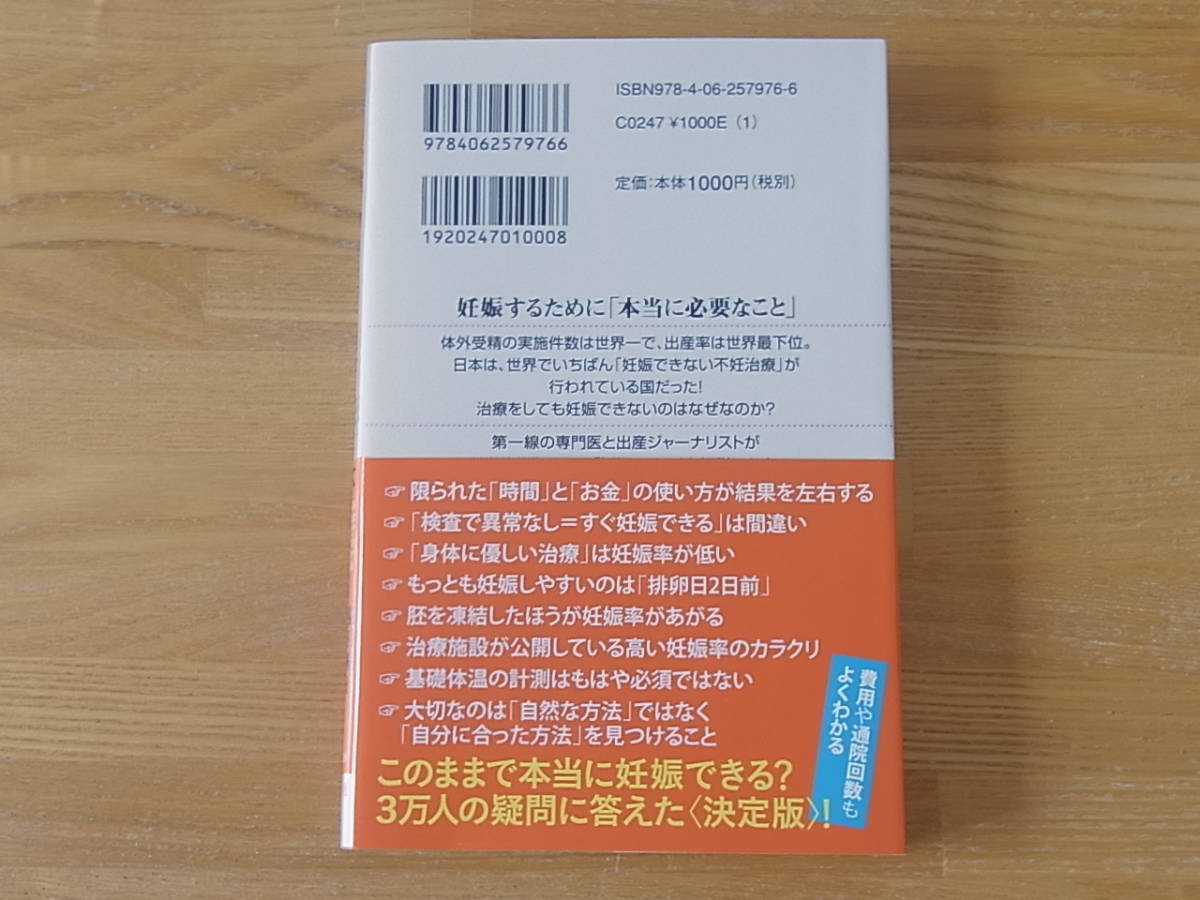 ISBN978-4-06-257976-6
9784062579766
C0247 ¥1000E (1)
定価：本体1000円(税別)
1920247010008
妊娠するために「本当に必要なこと」
体外受精の実施件数は世界一で、出産率は世界最下位。
日本は、世界でいちばん「妊娠できない不妊治療」が
行われている国だった!
治療をしても妊娠できないのはなぜなのか?
第一線の専門医と出産ジャーナリストが
☞限られた「時間」と「お金」の使い方が結果を左右する
☞「検査で異常なし＝すぐ妊娠できる」は間違い
☞「身体に優しい治療」は妊娠率が低い
☞もっとも妊娠しやすいのは「排卵日2日前」
☞胚を凍結したほうが妊娠率があがる
☞治療施設が公開している高い妊娠率のカラクリ
☞基礎体温の計測はもはや必須ではない
☞大切なのは「自然な方法」ではなく
「自分に合った方法」を見つけること
費用や通院回数も
よくわかる
このままで本当に妊娠できる?
3万人の疑問に答えた〈決定版〉!